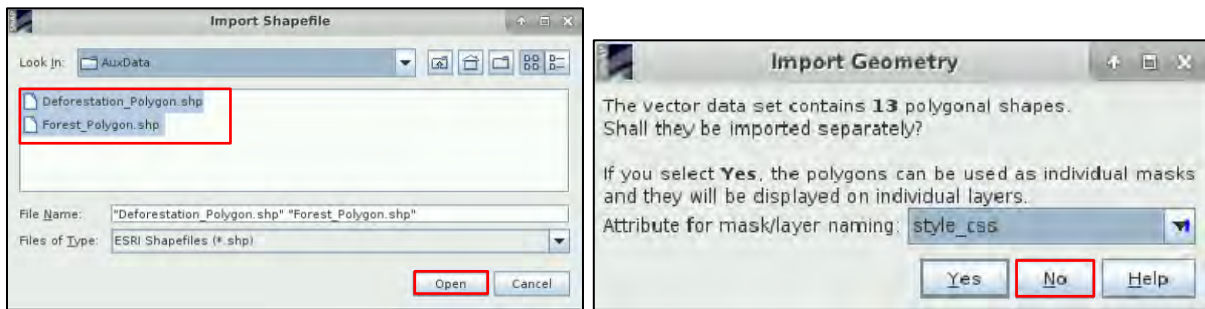 Import Shapefile
Look In: AuxData
Deforestation_Polygon.shp
Forest_Polygon.shp
File Name: "Deforestation_Polygon.shp" "Forest_Polygon.shp"
Files of Type: ESRI Shapefiles (*.shp)
Open Cancel
Import Geometry
The vector data set contains 13 polygonal shapes.
Shall they be imported separately?
If you select Yes, the polygons can be used as individual masks
and they will be displayed on individual layers.
Attribute for mask/layer naming: style_css
Yes No Help